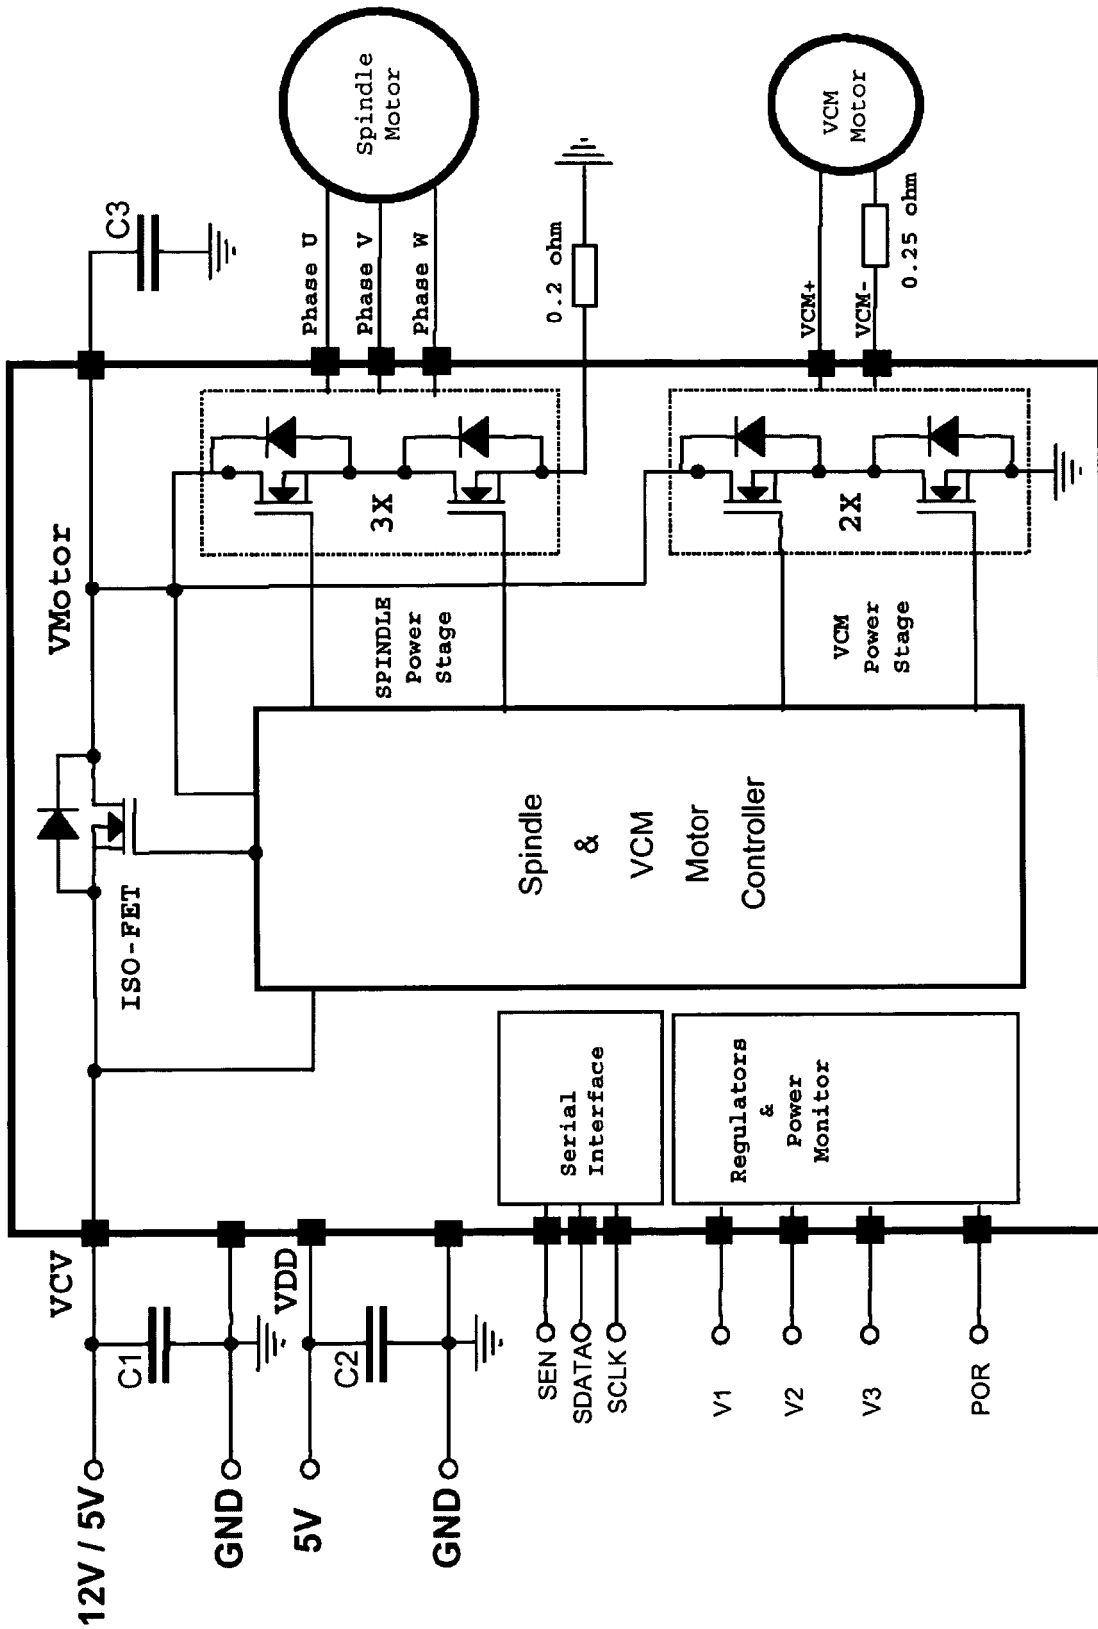 12V / 5V
GND
5V
GND
VCV
C1
VDD
C2
SEN
SDATA
SCLK
V1
V2
V3
POR
Serial
Interface
Regulators
&
Power
Monitor
ISO-FET
Spindle
&
VCM
Motor
Controller
VMotor
SPINDLE
Power
Stage
3X
VCM
Power
Stage
2X
C3
Phase U
Phase V
Phase W
0.2 ohm
VCM+
VCM-
0.25 ohm
Spindle
Motor
VCM
Motor